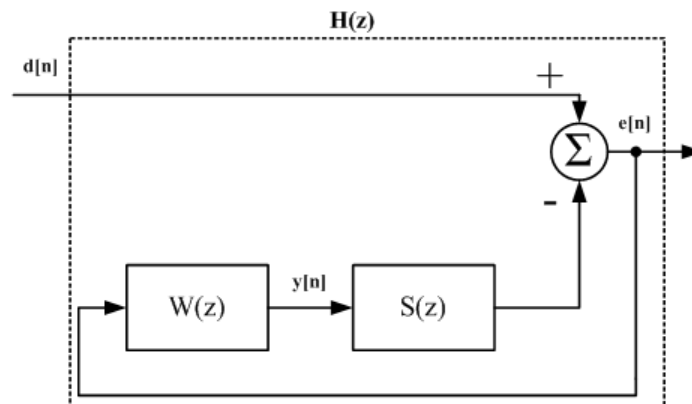 H(z)
d[n]
+
e[n]
Σ
-
W(z)
y[n]
S(z)